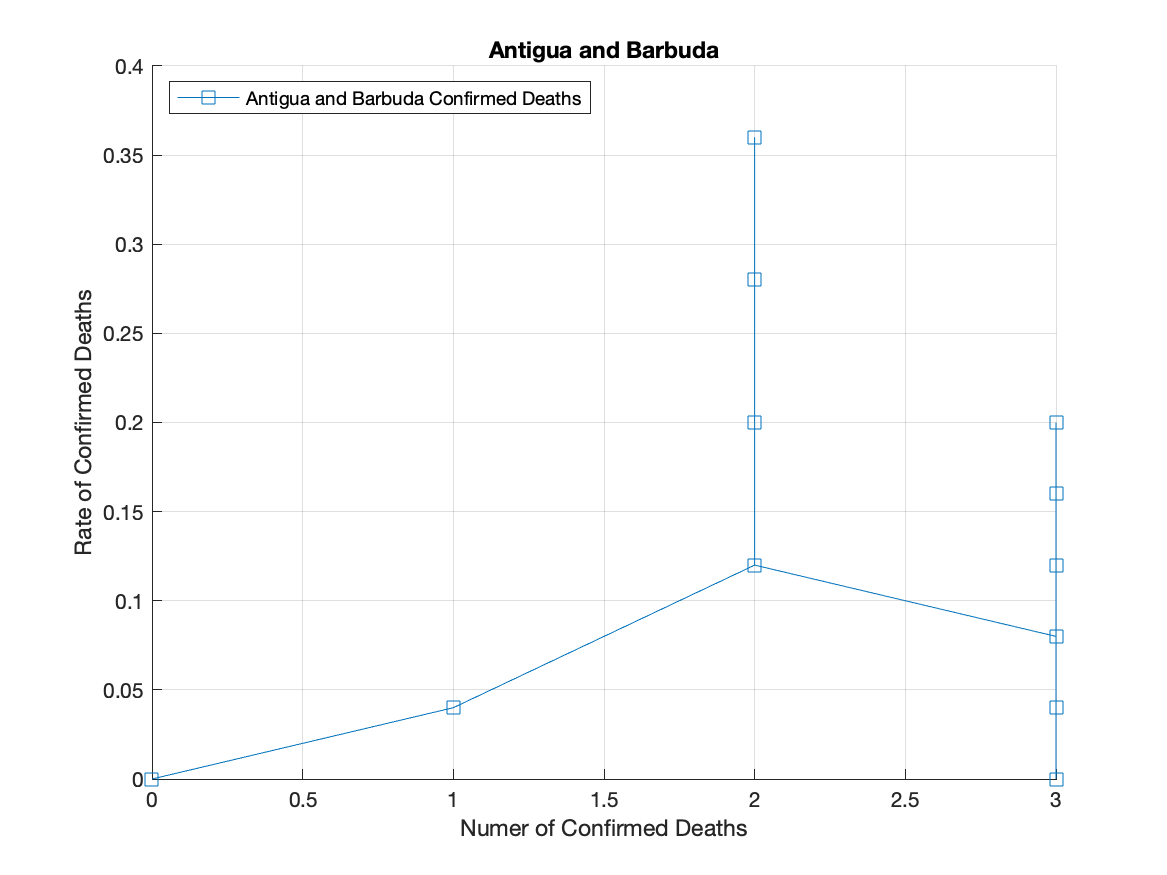 Antigua and Barbuda
Antigua and Barbuda Confirmed Deaths
0.4
0.35
0.3
0.25
0.2
0.15
0.1
0.05
0
Rate of Confirmed Deaths
0 0.5 1 1.5 2 2.5 3
Numer of Confirmed Deaths